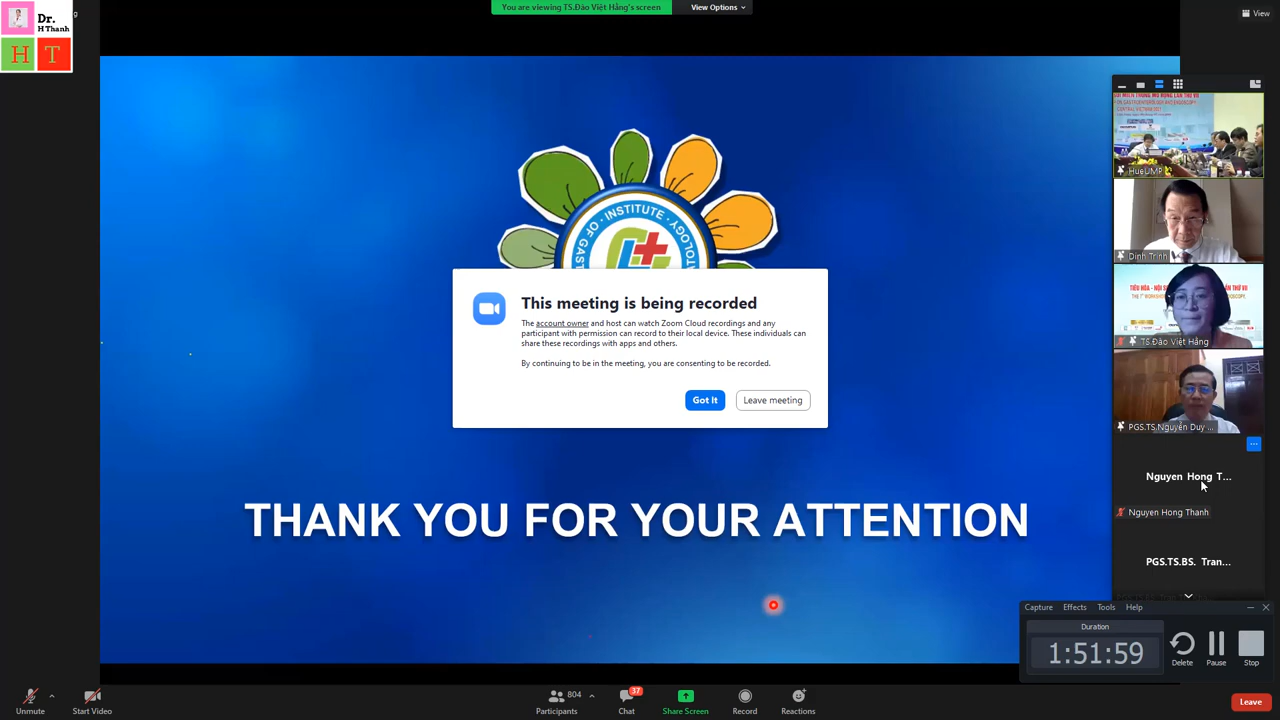 Dr.
H Thanh
H T
You are viewing TS.Đào Việt Hằng's screen
View Options
View
INSTITUTE
OF GAST
TOLOGY
This meeting is being recorded
The account owner and host can watch Zoom Cloud recordings and any
participant with permission can record to their local device. These individuals can
share these recordings with apps and others.
By continuing to be in the meeting, you are consenting to be recorded.
Got It
Leave meeting
THANK YOU FOR YOUR ATTENTION
HueUMP
Dinh Trinh
TS.Đào Việt Hằng
PGS.TS.Nguyễn Duy ...
Nguyen Hong T...
Nguyen Hong Thanh
PGS.TS.BS. Tran...
Capture Effects Tools Help
Duration
1:51:59
Delete
Pause
Stop
Unmute
Start Video
804
Participants
37
Chat
Share Screen
Record
Reactions
Leave